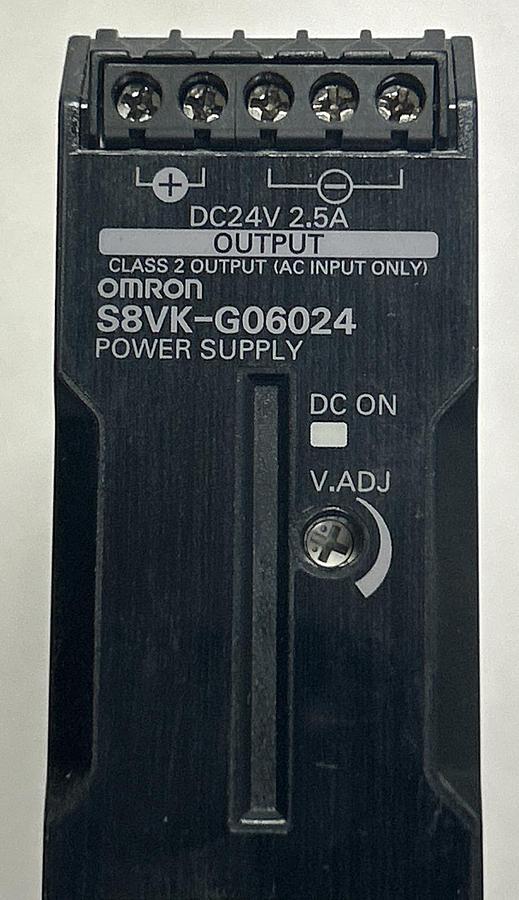 + −
DC24V 2.5A
OUTPUT
CLASS 2 OUTPUT (AC INPUT ONLY)
omron
S8VK-G06024
POWER SUPPLY
DC ON
V.ADJ